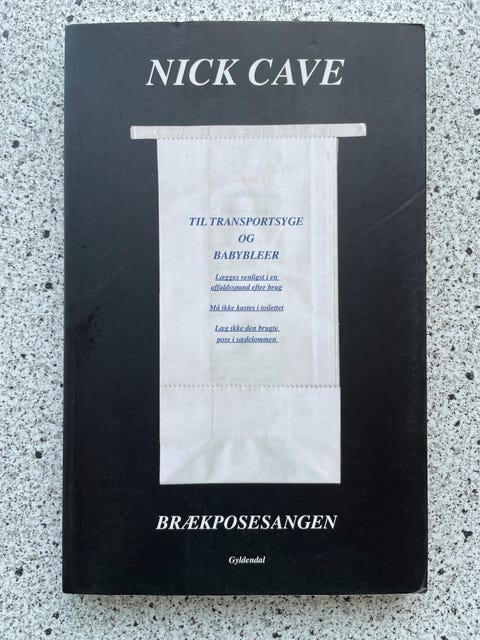 NICK CAVE
TIL TRANSPORTSYGE
OG
BABYBLEER
Lægges venligst i en
affaldsspand efter brug
Må ikke kastes i toilettet
Læg ikke den brugte
pose i sædelommen
BRÆKPOSESANGEN
Gyldendal